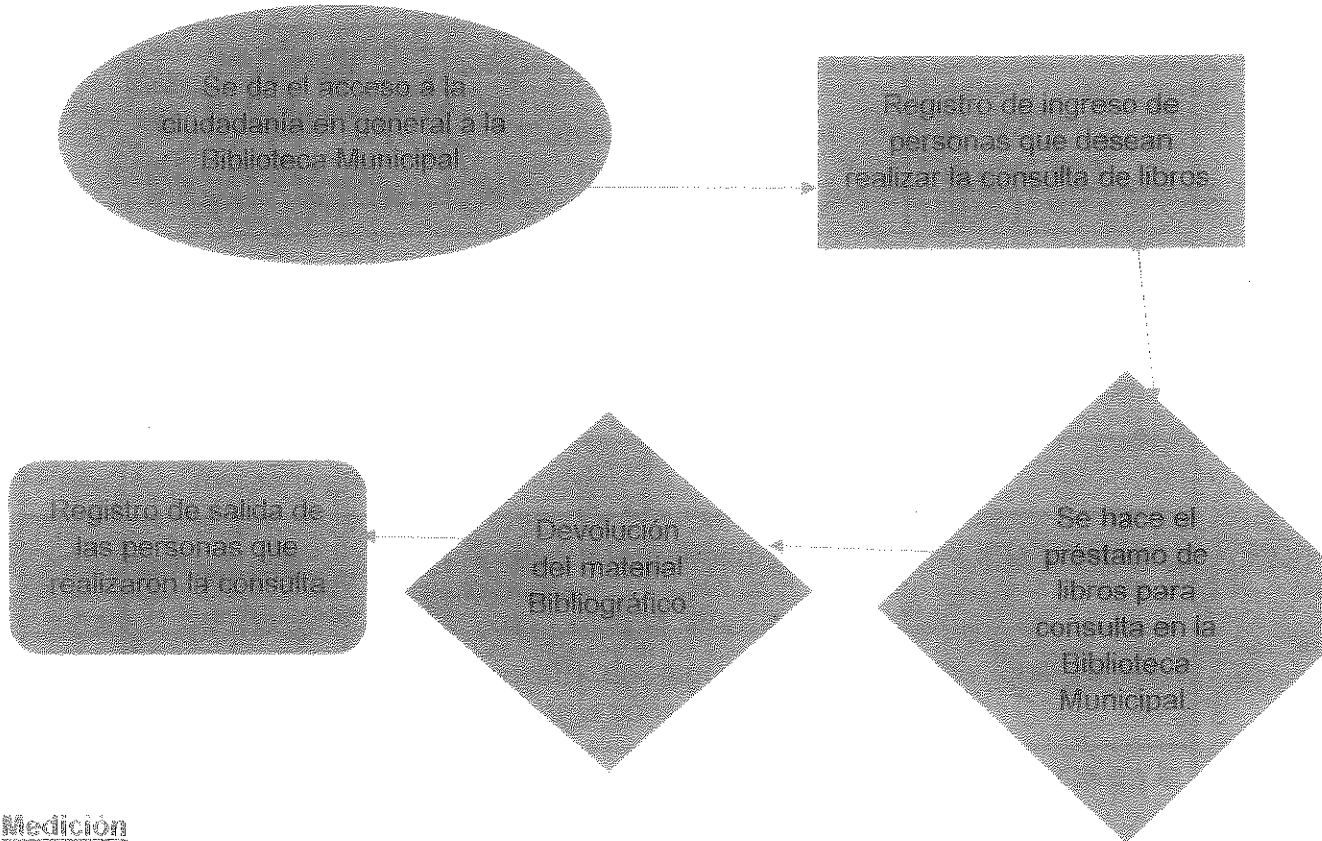 Se da el acceso a la
ciudadanía en general a la
Biblioteca Municipal
Registro de ingreso de
personas que desean
realizar la consulta de libros
Se hace el
préstamo de
libros para
consulta en la
Biblioteca
Municipal.
Devolución
del material
Bibliográfico
Registro de salida de
las personas que
realizaron la consulta
Medición